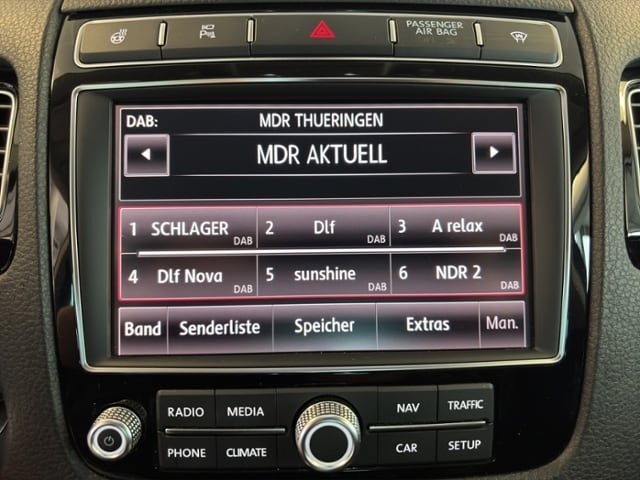 PASSENGER
AIR BAG
DAB: MDR THUERINGEN
MDR AKTUELL
1 SCHLAGER DAB 2 Dlf DAB 3 A relax DAB
4 Dlf Nova DAB 5 sunshine DAB 6 NDR 2 DAB
Band Senderliste Speicher Extras Man.
RADIO MEDIA NAV TRAFFIC
PHONE CLIMATE CAR SETUP